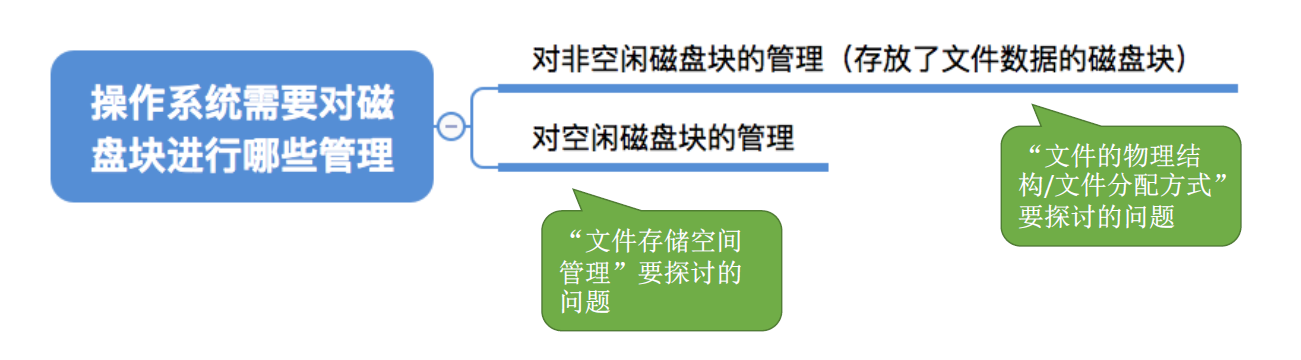 操作系统需要对磁
盘块进行哪些管理
对非空闲磁盘块的管理（存放了文件数据的磁盘块）
对空闲磁盘块的管理
“文件的物理结
构/文件分配方式”
要探讨的问题
“文件存储空间
管理”要探讨的
问题